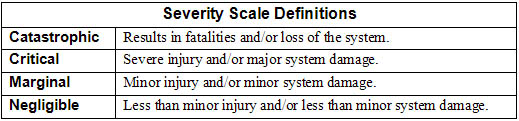 Severity Scale Definitions
Catastrophic Results in fatalities and/or loss of the system.
Critical Severe injury and/or major system damage.
Marginal Minor injury and/or minor system damage.
Negligible Less than minor injury and/or less than minor system damage.